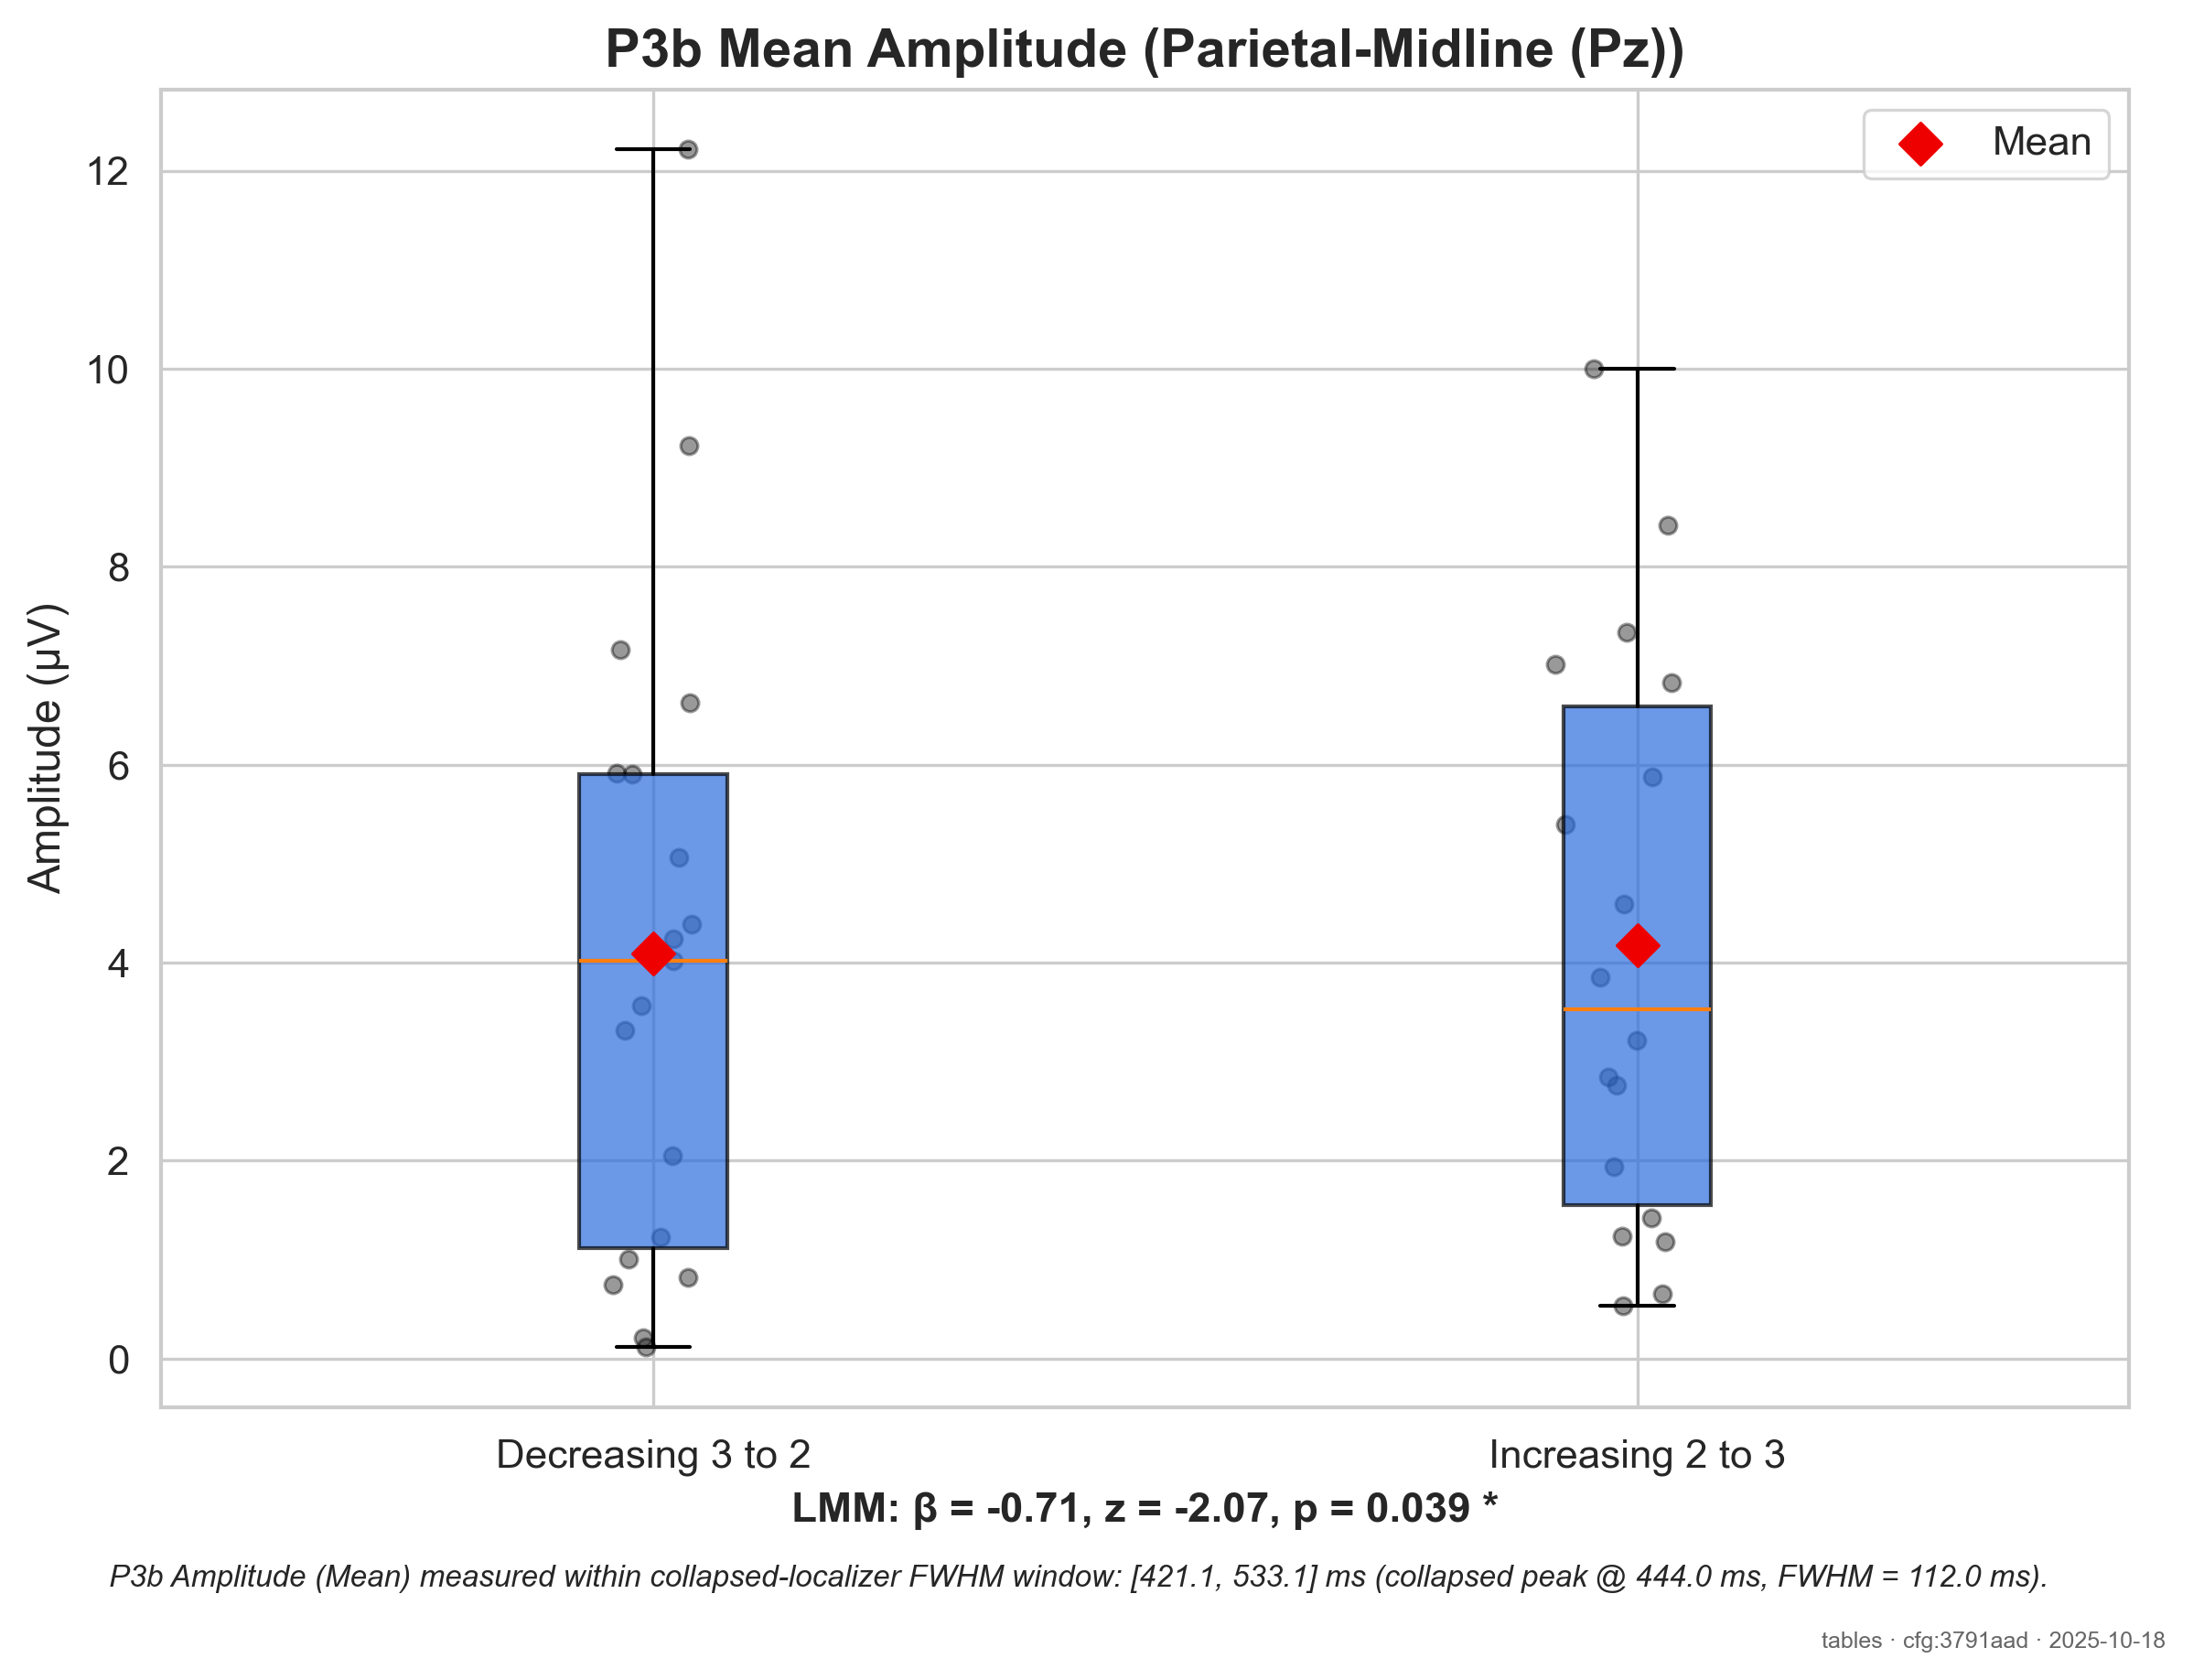 P3b Mean Amplitude (Parietal-Midline (Pz))
Mean
Amplitude (µV)
12
10
8
6
4
2
0
Decreasing 3 to 2
Increasing 2 to 3
LMM: β = -0.71, z = -2.07, p = 0.039 *
P3b Amplitude (Mean) measured within collapsed-localizer FWHM window: [421.1, 533.1] ms (collapsed peak @ 444.0 ms, FWHM = 112.0 ms).
tables · cfg:3791aad · 2025-10-18